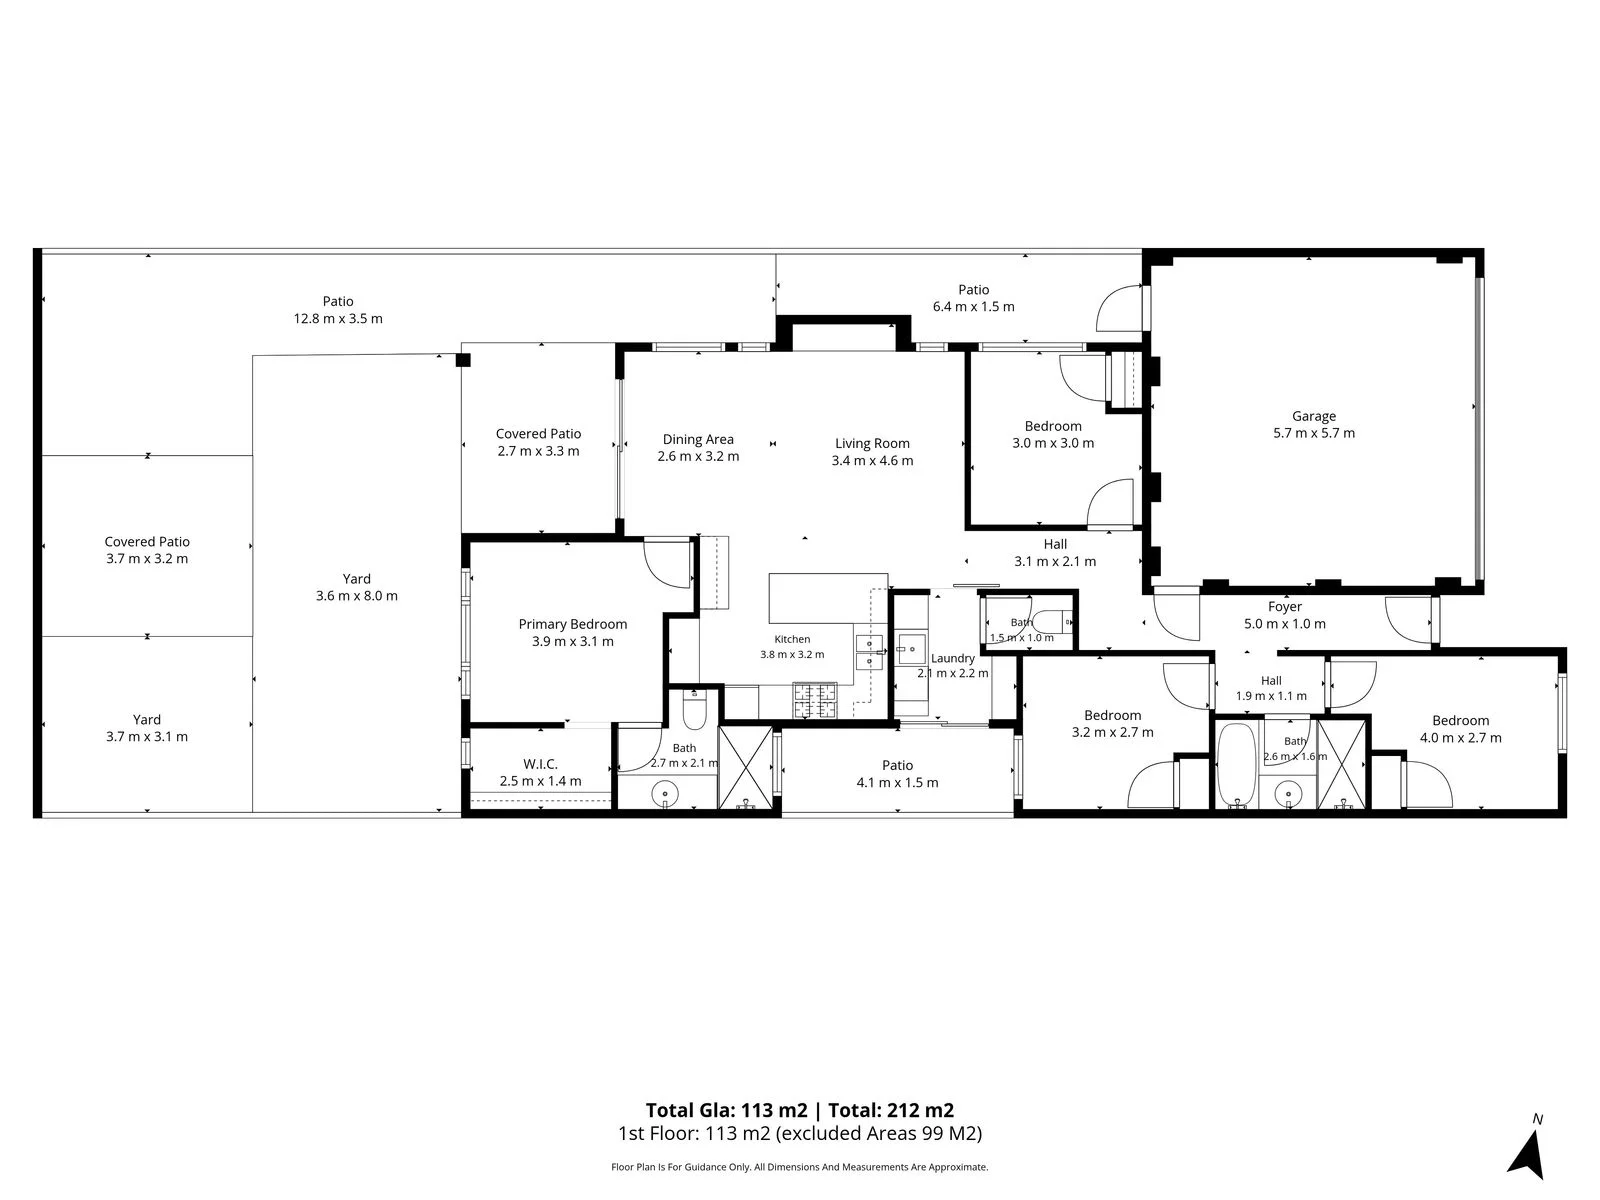 Patio
12.8 m x 3.5 m
Patio
6.4 m x 1.5 m
Garage
5.7 m x 5.7 m
Covered Patio
2.7 m x 3.3 m
Dining Area
2.6 m x 3.2 m
Living Room
3.4 m x 4.6 m
Bedroom
3.0 m x 3.0 m
Covered Patio
3.7 m x 3.2 m
Hall
3.1 m x 2.1 m
Yard
3.6 m x 8.0 m
Foyer
5.0 m x 1.0 m
Primary Bedroom
3.9 m x 3.1 m
Bath
1.5 m x 1.0 m
Kitchen
3.8 m x 3.2 m
Laundry
2.1 m x 2.2 m
Hall
1.9 m x 1.1 m
Yard
3.7 m x 3.1 m
Bedroom
3.2 m x 2.7 m
Bedroom
4.0 m x 2.7 m
Bath
2.7 m x 2.1 m
Bath
2.6 m x 1.6 m
W.I.C.
2.5 m x 1.4 m
Patio
4.1 m x 1.5 m
Total Gla: 113 m2 | Total: 212 m2
1st Floor: 113 m2 (excluded Areas 99 M2)
Floor Plan Is For Guidance Only. All Dimensions And Measurements Are Approximate.
N